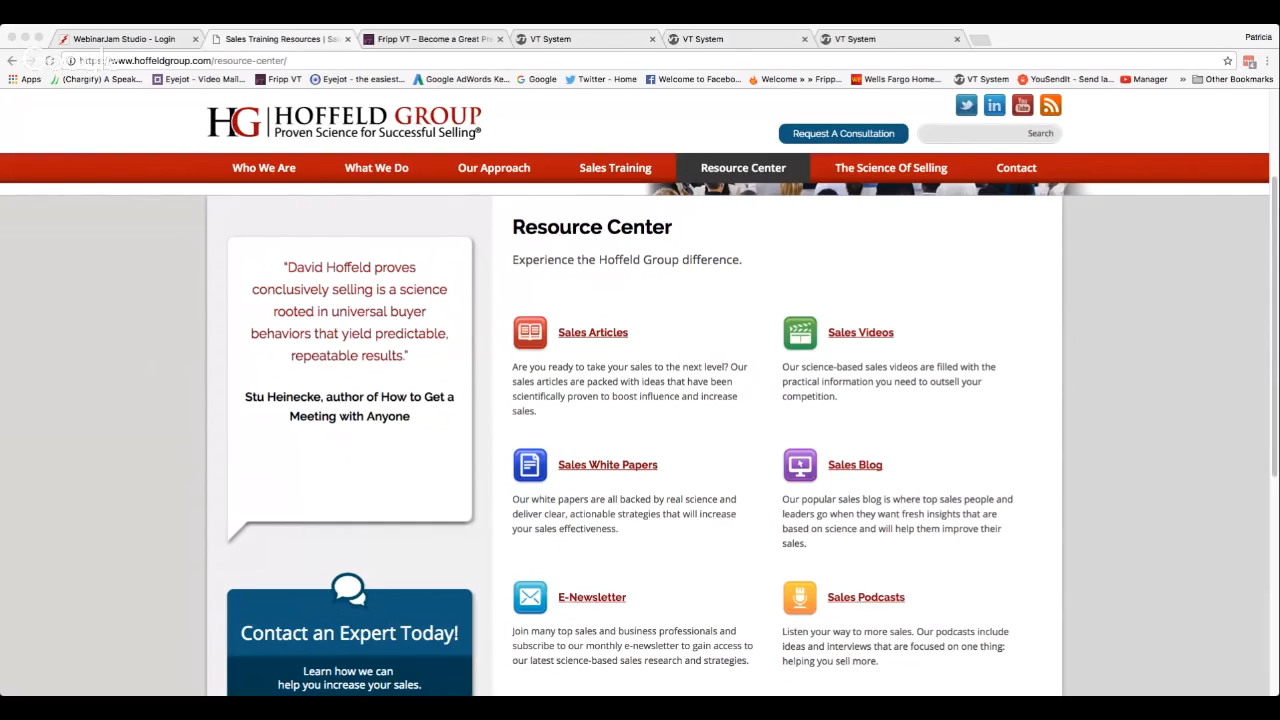 WebinarJam Studio - Login
Sales Training Resources | Sal
Fripp VT – Become a Great Pre
VT System
VT System
VT System
Patricia
https://www.hoffeldgroup.com/resource-center/
Apps
(Chargify) A Speak...
Eyejot - Video Mail...
Fripp VT
Eyejot - the easiest...
Google AdWords Ke...
Google
Twitter - Home
Welcome to Facebo...
Welcome » Fripp...
Wells Fargo Home...
VT System
YouSendIt - Send la...
Manager
»
Other Bookmarks
HG | HOFFELD GROUP
Proven Science for Successful Selling®
in
You Tube
Request A Consultation
Search
Who We Are
What We Do
Our Approach
Sales Training
Resource Center
The Science Of Selling
Contact
"David Hoffeld proves
conclusively selling is a science
rooted in universal buyer
behaviors that yield predictable,
repeatable results."
Stu Heinecke, author of How to Get a
Meeting with Anyone
Contact an Expert Today!
Learn how we can
help you increase your sales.
Resource Center
Experience the Hoffeld Group difference.
Sales Articles
Are you ready to take your sales to the next level? Our
sales articles are packed with ideas that have been
scientifically proven to boost influence and increase
sales.
Sales Videos
Our science-based sales videos are filled with the
practical information you need to outsell your
competition.
Sales White Papers
Our white papers are all backed by real science and
deliver clear, actionable strategies that will increase
your sales effectiveness.
Sales Blog
Our popular sales blog is where top sales people and
leaders go when they want fresh insights that are
based on science and will help them improve their
sales.
E-Newsletter
Join many top sales and business professionals and
subscribe to our monthly e-newsletter to gain access to
our latest science-based sales research and strategies.
Sales Podcasts
Listen your way to more sales. Our podcasts include
ideas and interviews that are focused on one thing:
helping you sell more.